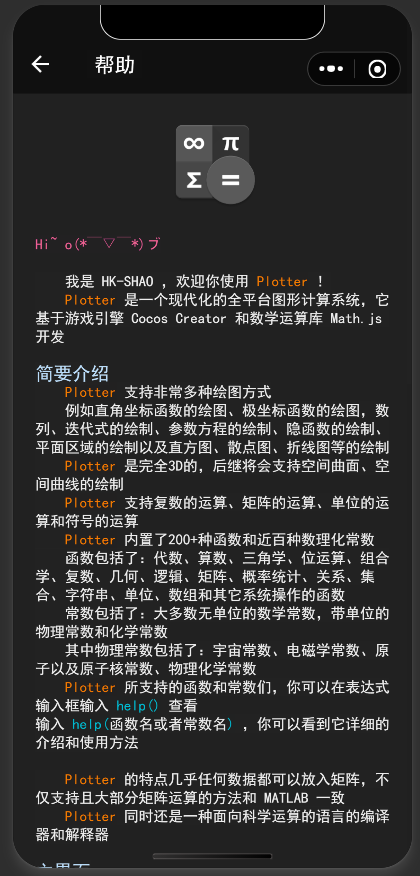 帮助
∞ π
Σ =
Hi~ o(*￣▽￣*)ブ
我是 HK-SHAO ，欢迎你使用 Plotter ！
Plotter 是一个现代化的全平台图形计算系统，它
基于游戏引擎 Cocos Creator 和数学运算库 Math.js
开发
简要介绍
Plotter 支持非常多种绘图方式
例如直角坐标函数的绘图、极坐标函数的绘图，数
列、迭代式的绘制、参数方程的绘制、隐函数的绘制、
平面区域的绘制以及直方图、散点图、折线图等的绘制
Plotter 是完全3D的，后继将会支持空间曲面、空
间曲线的绘制
Plotter 支持复数的运算、矩阵的运算、单位的运
算和符号的运算
Plotter 内置了200+种函数和近百种数理化常数
函数包括了：代数、算数、三角学、位运算、组合
学、复数、几何、逻辑、矩阵、概率统计、关系、集
合、字符串、单位、数组和其它系统操作的函数
常数包括了：大多数无单位的数学常数，带单位的
物理常数和化学常数
其中物理常数包括了：宇宙常数、电磁学常数、原
子以及原子核常数、物理化学常数
Plotter 所支持的函数和常数们，你可以在表达式
输入框输入 help() 查看
输入 help(函数名或者常数名) ，你可以看到它详细的
介绍和使用方法
Plotter 的特点几乎任何数据都可以放入矩阵，不
仅支持且大部分矩阵运算的方法和 MATLAB 一致
Plotter 同时还是一种面向科学运算的语言的编译
器和解释器